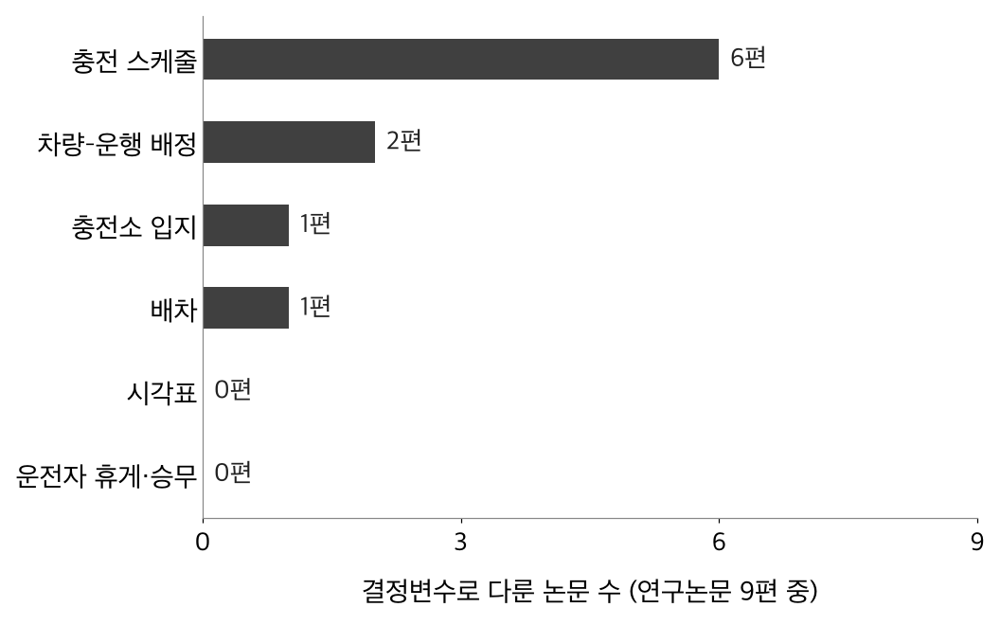 충전 스케줄 6편
차량-운행 배정 2편
충전소 입지 1편
배차 1편
시각표 0편
운전자 휴게·승무 0편
0 3 6 9
결정변수로 다룬 논문 수 (연구논문 9편 중)